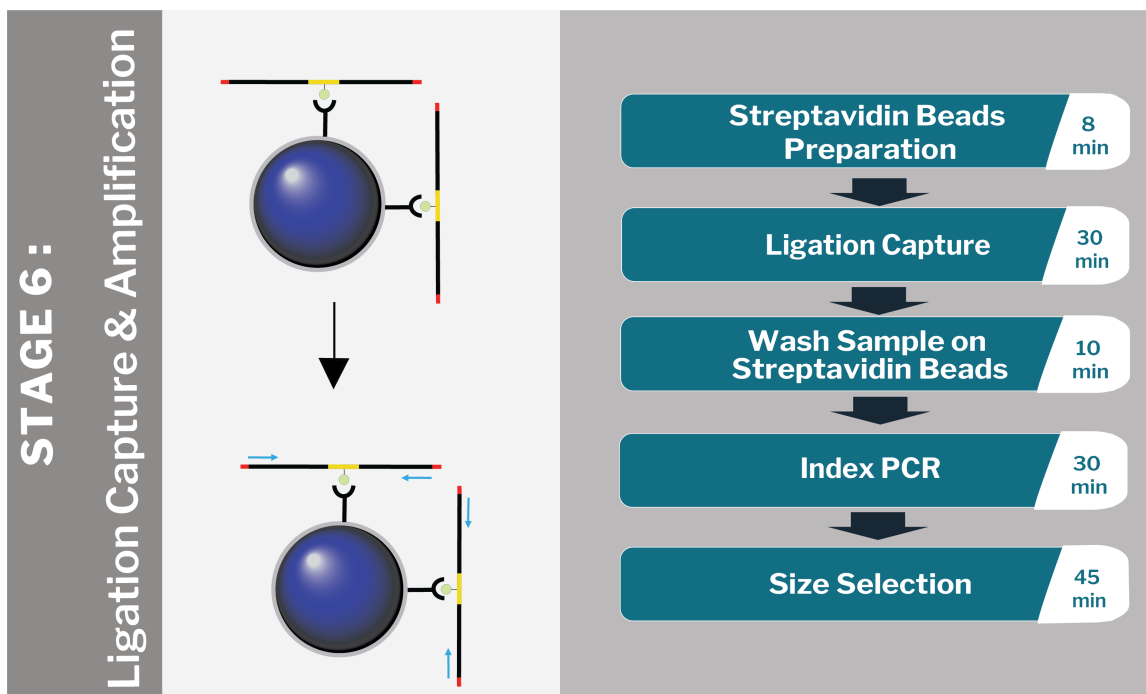 STAGE 6:
Ligation Capture & Amplification
Streptavidin Beads
Preparation
8
min
Ligation Capture
30
min
Wash Sample on
Streptavidin Beads
10
min
Index PCR
30
min
Size Selection
45
min